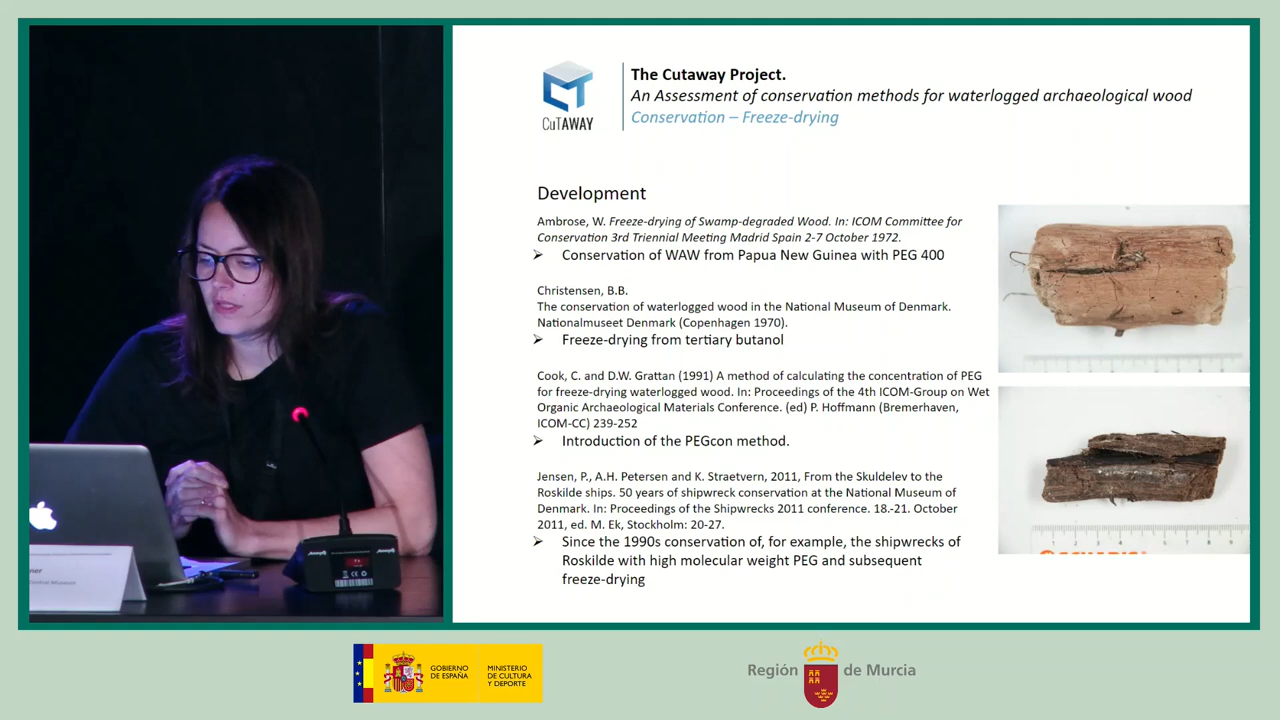 The Cutaway Project.
An Assessment of conservation methods for waterlogged archaeological wood
Conservation – Freeze-drying
CuTAWAY
Development
Ambrose, W. Freeze-drying of Swamp-degraded Wood. In: ICOM Committee for
Conservation 3rd Triennial Meeting Madrid Spain 2-7 October 1972.
➢ Conservation of WAW from Papua New Guinea with PEG 400
Christensen, B.B.
The conservation of waterlogged wood in the National Museum of Denmark.
Nationalmuseet Denmark (Copenhagen 1970).
➢ Freeze-drying from tertiary butanol
Cook, C. and D.W. Grattan (1991) A method of calculating the concentration of PEG
for freeze-drying waterlogged wood. In: Proceedings of the 4th ICOM-Group on Wet
Organic Archaeological Materials Conference. (ed) P. Hoffmann (Bremerhaven,
ICOM-CC) 239-252
➢ Introduction of the PEGcon method.
Jensen, P., A.H. Petersen and K. Straetvern, 2011, From the Skuldelev to the
Roskilde ships. 50 years of shipwreck conservation at the National Museum of
Denmark. In: Proceedings of the Shipwrecks 2011 conference. 18.-21. October
2011, ed. M. Ek, Stockholm: 20-27.
➢ Since the 1990s conservation of, for example, the shipwrecks of
Roskilde with high molecular weight PEG and subsequent
freeze-drying
ner
Central Museum
GOBIERNO
DE ESPAÑA
MINISTERIO
DE CULTURA
Y DEPORTE
Región de Murcia